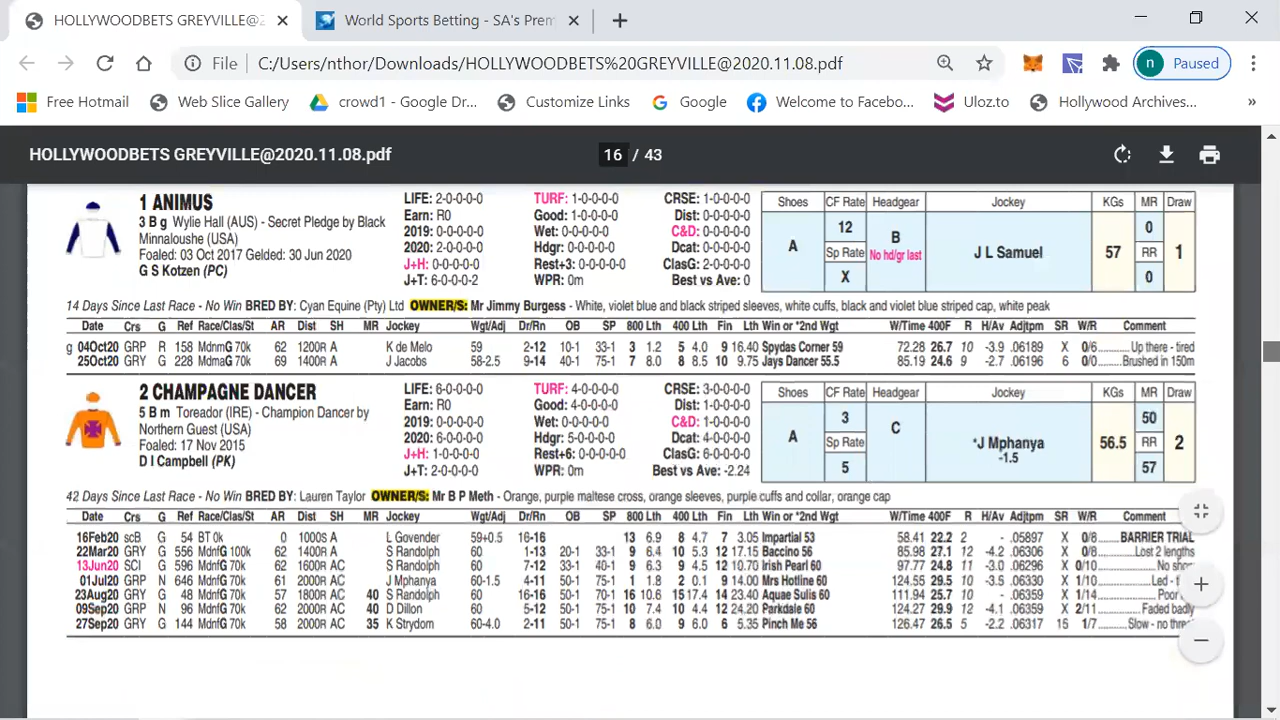 HOLLYWOODBETS GREYVILLE@2
World Sports Betting - SA's Prem
File C:/Users/nthor/Downloads/HOLLYWOODBETS%20GREYVILLE@2020.11.08.pdf n Paused
Free Hotmail Web Slice Gallery crowd1 - Google Dr... Customize Links Google Welcome to Facebo... Uloz.to Hollywood Archives... »
HOLLYWOODBETS GREYVILLE@2020.11.08.pdf 16 / 43
1 ANIMUS
3 B g Wylie Hall (AUS) - Secret Pledge by Black
Minnaloushe (USA)
Foaled: 03 Oct 2017 Gelded: 30 Jun 2020
G S Kotzen (PC)
LIFE: 2-0-0-0-0 TURF: 1-0-0-0-0 CRSE: 1-0-0-0-0
Earn: R0 Good: 1-0-0-0-0 Dist: 0-0-0-0-0
2019: 0-0-0-0-0 Wet: 0-0-0-0-0 C&D: 0-0-0-0-0
2020: 2-0-0-0-0 Hdgr: 0-0-0-0-0 Dcat: 0-0-0-0-0
J+H: 0-0-0-0-0 Rest+3: 0-0-0-0-0 ClasG: 2-0-0-0-0
J+T: 6-0-0-0-2 WPR: 0m Best vs Ave: 0
Shoes CF Rate Headgear Jockey KGs MR Draw
A 12 B No hd/gr last J L Samuel 57 0 1
Sp Rate RR
X 0
14 Days Since Last Race - No Win BRED BY: Cyan Equine (Pty) Ltd OWNER/S: Mr Jimmy Burgess - White, violet blue and black striped sleeves, white cuffs, black and violet blue striped cap, white peak
Date Crs G Ref Race/Clas/St AR Dist SH MR Jockey Wgt/Adj Dr/Rn OB SP 800 Lth 400 Lth Fin Lth Win or *2nd Wgt W/Time 400F R H/Av Adjtpm SR W/R Comment
g 04Oct20 GRP R 158 MdnmG 70k 62 1200R A K de Melo 59 2-12 10-1 33-1 3 1.2 5 4.0 9 16.40 Spydas Corner 59 72.28 26.7 10 -3.9 .06189 X 0/6 Up there - tired
25Oct20 GRY G 228 MdmaG 70k 69 1400R A J Jacobs 58-2.5 9-14 40-1 75-1 7 8.0 8 8.5 10 9.75 Jays Dancer 55.5 85.19 24.6 9 -2.7 .06196 6 0/0 Brushed in 150m
2 CHAMPAGNE DANCER
5 B m Toreador (IRE) - Champion Dancer by
Northern Guest (USA)
Foaled: 17 Nov 2015
D I Campbell (PK)
LIFE: 6-0-0-0-0 TURF: 4-0-0-0-0 CRSE: 3-0-0-0-0
Earn: R0 Good: 4-0-0-0-0 Dist: 1-0-0-0-0
2019: 0-0-0-0-0 Wet: 0-0-0-0-0 C&D: 1-0-0-0-0
2020: 6-0-0-0-0 Hdgr: 5-0-0-0-0 Dcat: 4-0-0-0-0
J+H: 1-0-0-0-0 Rest+6: 0-0-0-0-0 ClasG: 6-0-0-0-0
J+T: 2-0-0-0-0 WPR: 0m Best vs Ave: -2.24
Shoes CF Rate Headgear Jockey KGs MR Draw
A 3 C *J Mphanya -1.5 56.5 50 2
Sp Rate RR
5 57
42 Days Since Last Race - No Win BRED BY: Lauren Taylor OWNER/S: Mr B P Meth - Orange, purple maltese cross, orange sleeves, purple cuffs and collar, orange cap
Date Crs G Ref Race/Clas/St AR Dist SH MR Jockey Wgt/Adj Dr/Rn OB SP 800 Lth 400 Lth Fin Lth Win or *2nd Wgt W/Time 400F R H/Av Adjtpm SR W/R Comment
16Feb20 scB G 54 BT 0k 0 1000S A L Govender 59+0.5 16-16 13 6.9 8 4.7 7 3.05 Impartial 53 58.41 22.2 2 - .05897 X 0/8 BARRIER TRIAL
22Mar20 GRY G 556 MdnfG 100k 62 1400R A S Randolph 60 1-13 20-1 33-1 9 6.4 10 5.3 12 17.15 Baccino 56 85.98 27.1 12 -4.2 .06306 X 0/6 Lost 2 lengths
13Jun20 SCI G 596 MdnfG 70k 62 1600R AC S Randolph 60 7-12 33-1 40-1 9 6.3 9 4.5 12 10.70 Irish Pearl 60 97.77 24.8 11 -3.0 .06296 X 0/10 No sho
01Jul20 GRP N 646 MdnfG 70k 61 2000R AC J Mphanya 60-1.5 4-11 50-1 50-1 1 1.8 2 0.1 9 14.00 Mrs Hotline 60 124.55 29.5 10 -3.5 .06330 X 1/10 Led - t
23Aug20 GRY G 48 MdnfG 70k 57 1800R AC 40 S Randolph 60 16-16 50-1 70-1 16 10.6 15 17.4 14 23.40 Aquae Sulis 60 111.94 25.7 10 - .06359 X 1/14 Poor
09Sep20 GRP N 96 MdnfG 70k 62 2000R AC 40 D Dillon 60 5-12 50-1 50-1 10 7.4 10 4.4 12 24.20 Parkdale 60 124.27 29.9 12 -4.1 .06359 X 2/11 Faded badly
27Sep20 GRY G 144 MdnfG 70k 58 2000R AC 35 K Strydom 60-4.0 2-11 50-1 75-1 8 6.0 9 6.0 6 5.35 Pinch Me 56 126.47 26.5 5 -2.2 .06317 16 1/7 Slow - no thre